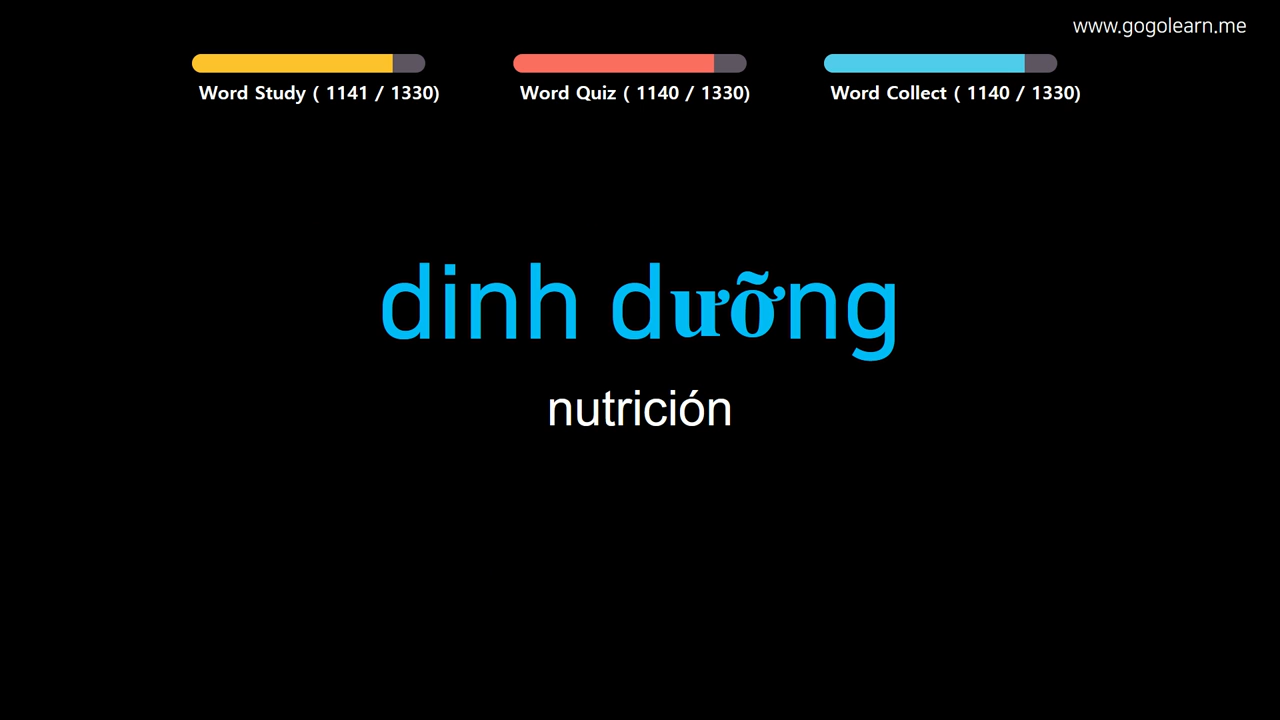 www.gogolearn.me
Word Study ( 1141 / 1330)
Word Quiz ( 1140 / 1330)
Word Collect ( 1140 / 1330)
dinh dưỡng
nutrición